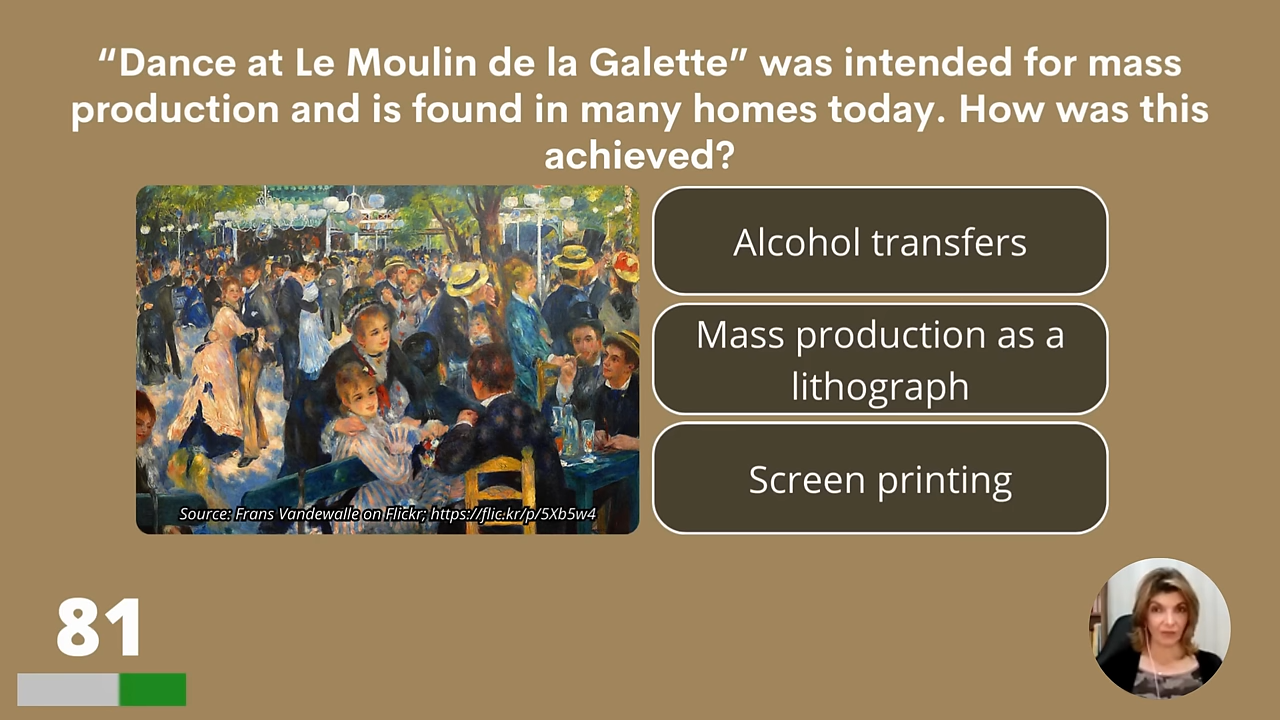 “Dance at Le Moulin de la Galette” was intended for mass
production and is found in many homes today. How was this
achieved?
Alcohol transfers
Mass production as a
lithograph
Screen printing
Source: Frans Vandewalle on Flickr; https://flic.kr/p/5Xb5w4
81